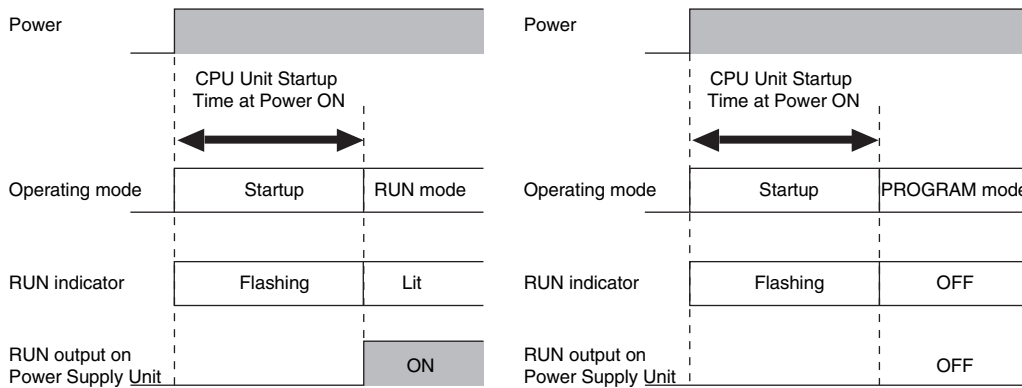 Power
CPU Unit Startup
Time at Power ON
Operating mode
Startup
RUN mode
RUN indicator
Flashing
Lit
RUN output on
Power Supply Unit
ON
Power
CPU Unit Startup
Time at Power ON
Operating mode
Startup
PROGRAM mode
RUN indicator
Flashing
OFF
RUN output on
Power Supply Unit
OFF